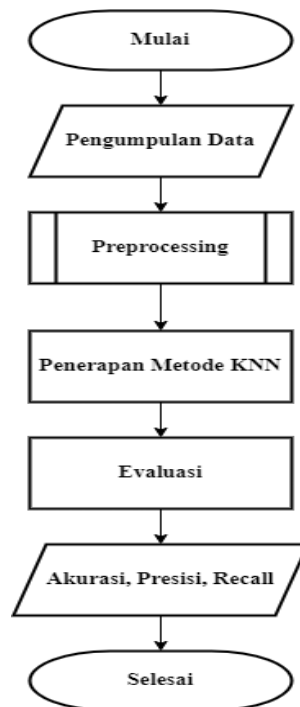 Mulai
Pengumpulan Data
Preprocessing
Penerapan Metode KNN
Evaluasi
Akurasi, Presisi, Recall
Selesai